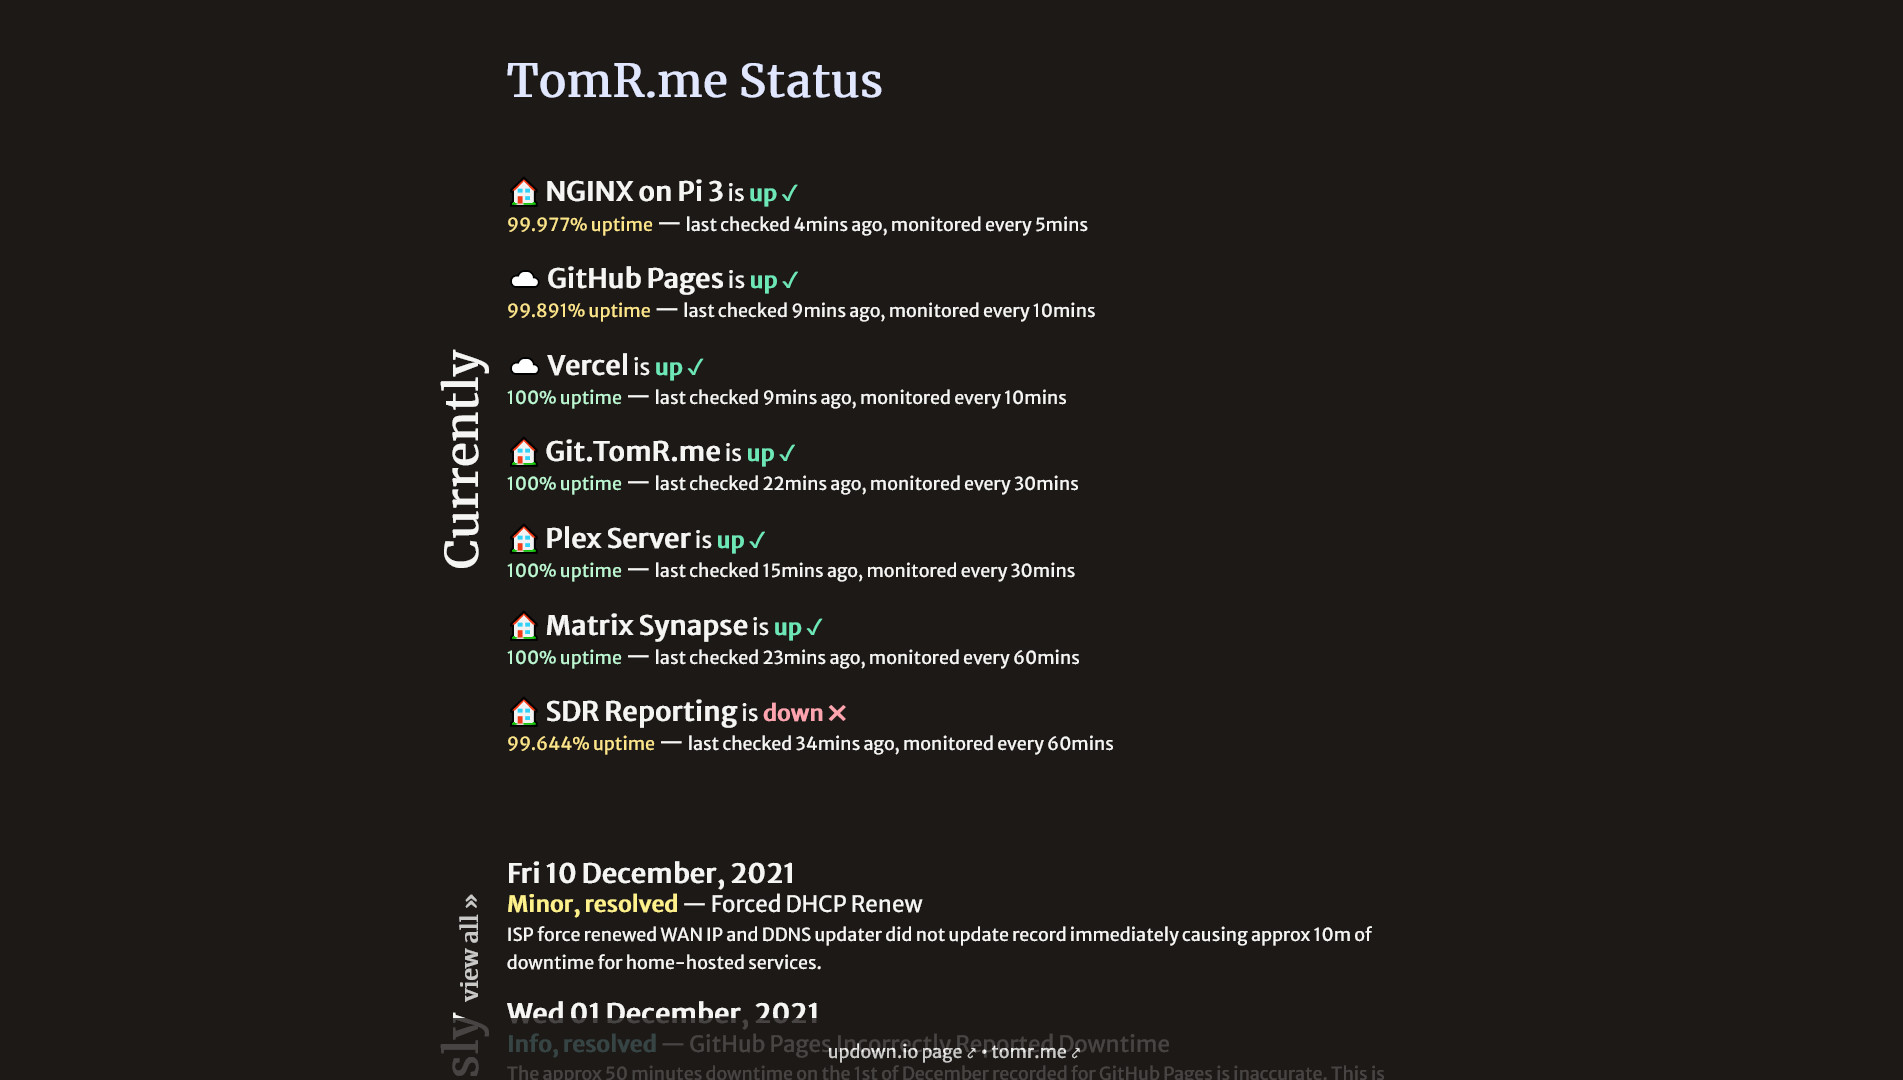 TomR.me Status
Currently
🏠 NGINX on Pi 3 is up ✓
99.977% uptime — last checked 4mins ago, monitored every 5mins
☁ GitHub Pages is up ✓
99.891% uptime — last checked 9mins ago, monitored every 10mins
☁ Vercel is up ✓
100% uptime — last checked 9mins ago, monitored every 10mins
🏠 Git.TomR.me is up ✓
100% uptime — last checked 22mins ago, monitored every 30mins
🏠 Plex Server is up ✓
100% uptime — last checked 15mins ago, monitored every 30mins
🏠 Matrix Synapse is up ✓
100% uptime — last checked 23mins ago, monitored every 60mins
🏠 SDR Reporting is down ✕
99.644% uptime — last checked 34mins ago, monitored every 60mins
view all »
Fri 10 December, 2021
Minor, resolved — Forced DHCP Renew
ISP force renewed WAN IP and DDNS updater did not update record immediately causing approx 10m of
downtime for home-hosted services.
Wed 01 December, 2021
Info, resolved — GitHub Pages Incorrectly Reported Downtime
The approx 50 minutes downtime on the 1st of December recorded for GitHub Pages is inaccurate. This is
updown.io page ⤤ • tomr.me ⤤